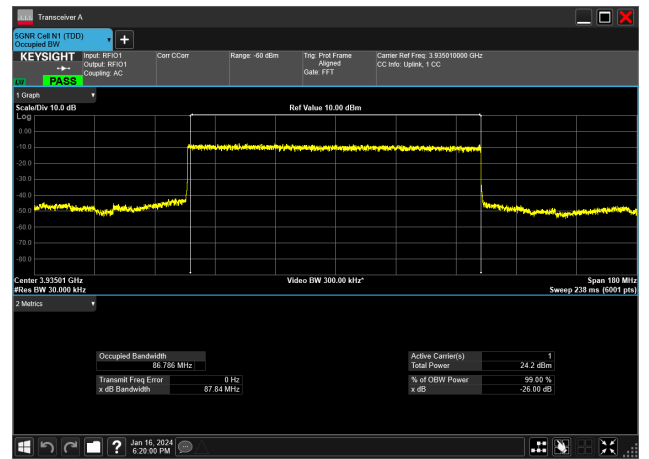 Transceiver A
5GNR Cell N1 (TDD)
Occupied BW
KEYSIGHT Input: RFIO1 Corr CCorr Range: -60 dBm Trig: Prot Frame Carrier Ref Freq: 3.935010000 GHz
Output: RFIO1 Aligned CC Info: Uplink, 1 CC
Coupling: AC Gate: FFT
LW PASS
1 Graph
Scale/Div 10.0 dB Ref Value 10.00 dBm
Log
0.00
-10.0
-20.0
-30.0
-40.0
-50.0
-60.0
-70.0
-80.0
Center 3.93501 GHz Video BW 300.00 kHz* Span 180 MHz
#Res BW 30.000 kHz Sweep 238 ms (6001 pts)
2 Metrics
Occupied Bandwidth Active Carrier(s) 1
86.786 MHz Total Power 24.2 dBm
Transmit Freq Error 0 Hz % of OBW Power 99.00 %
x dB Bandwidth 87.84 MHz x dB -26.00 dB
? Jan 16, 2024
6:20:00 PM